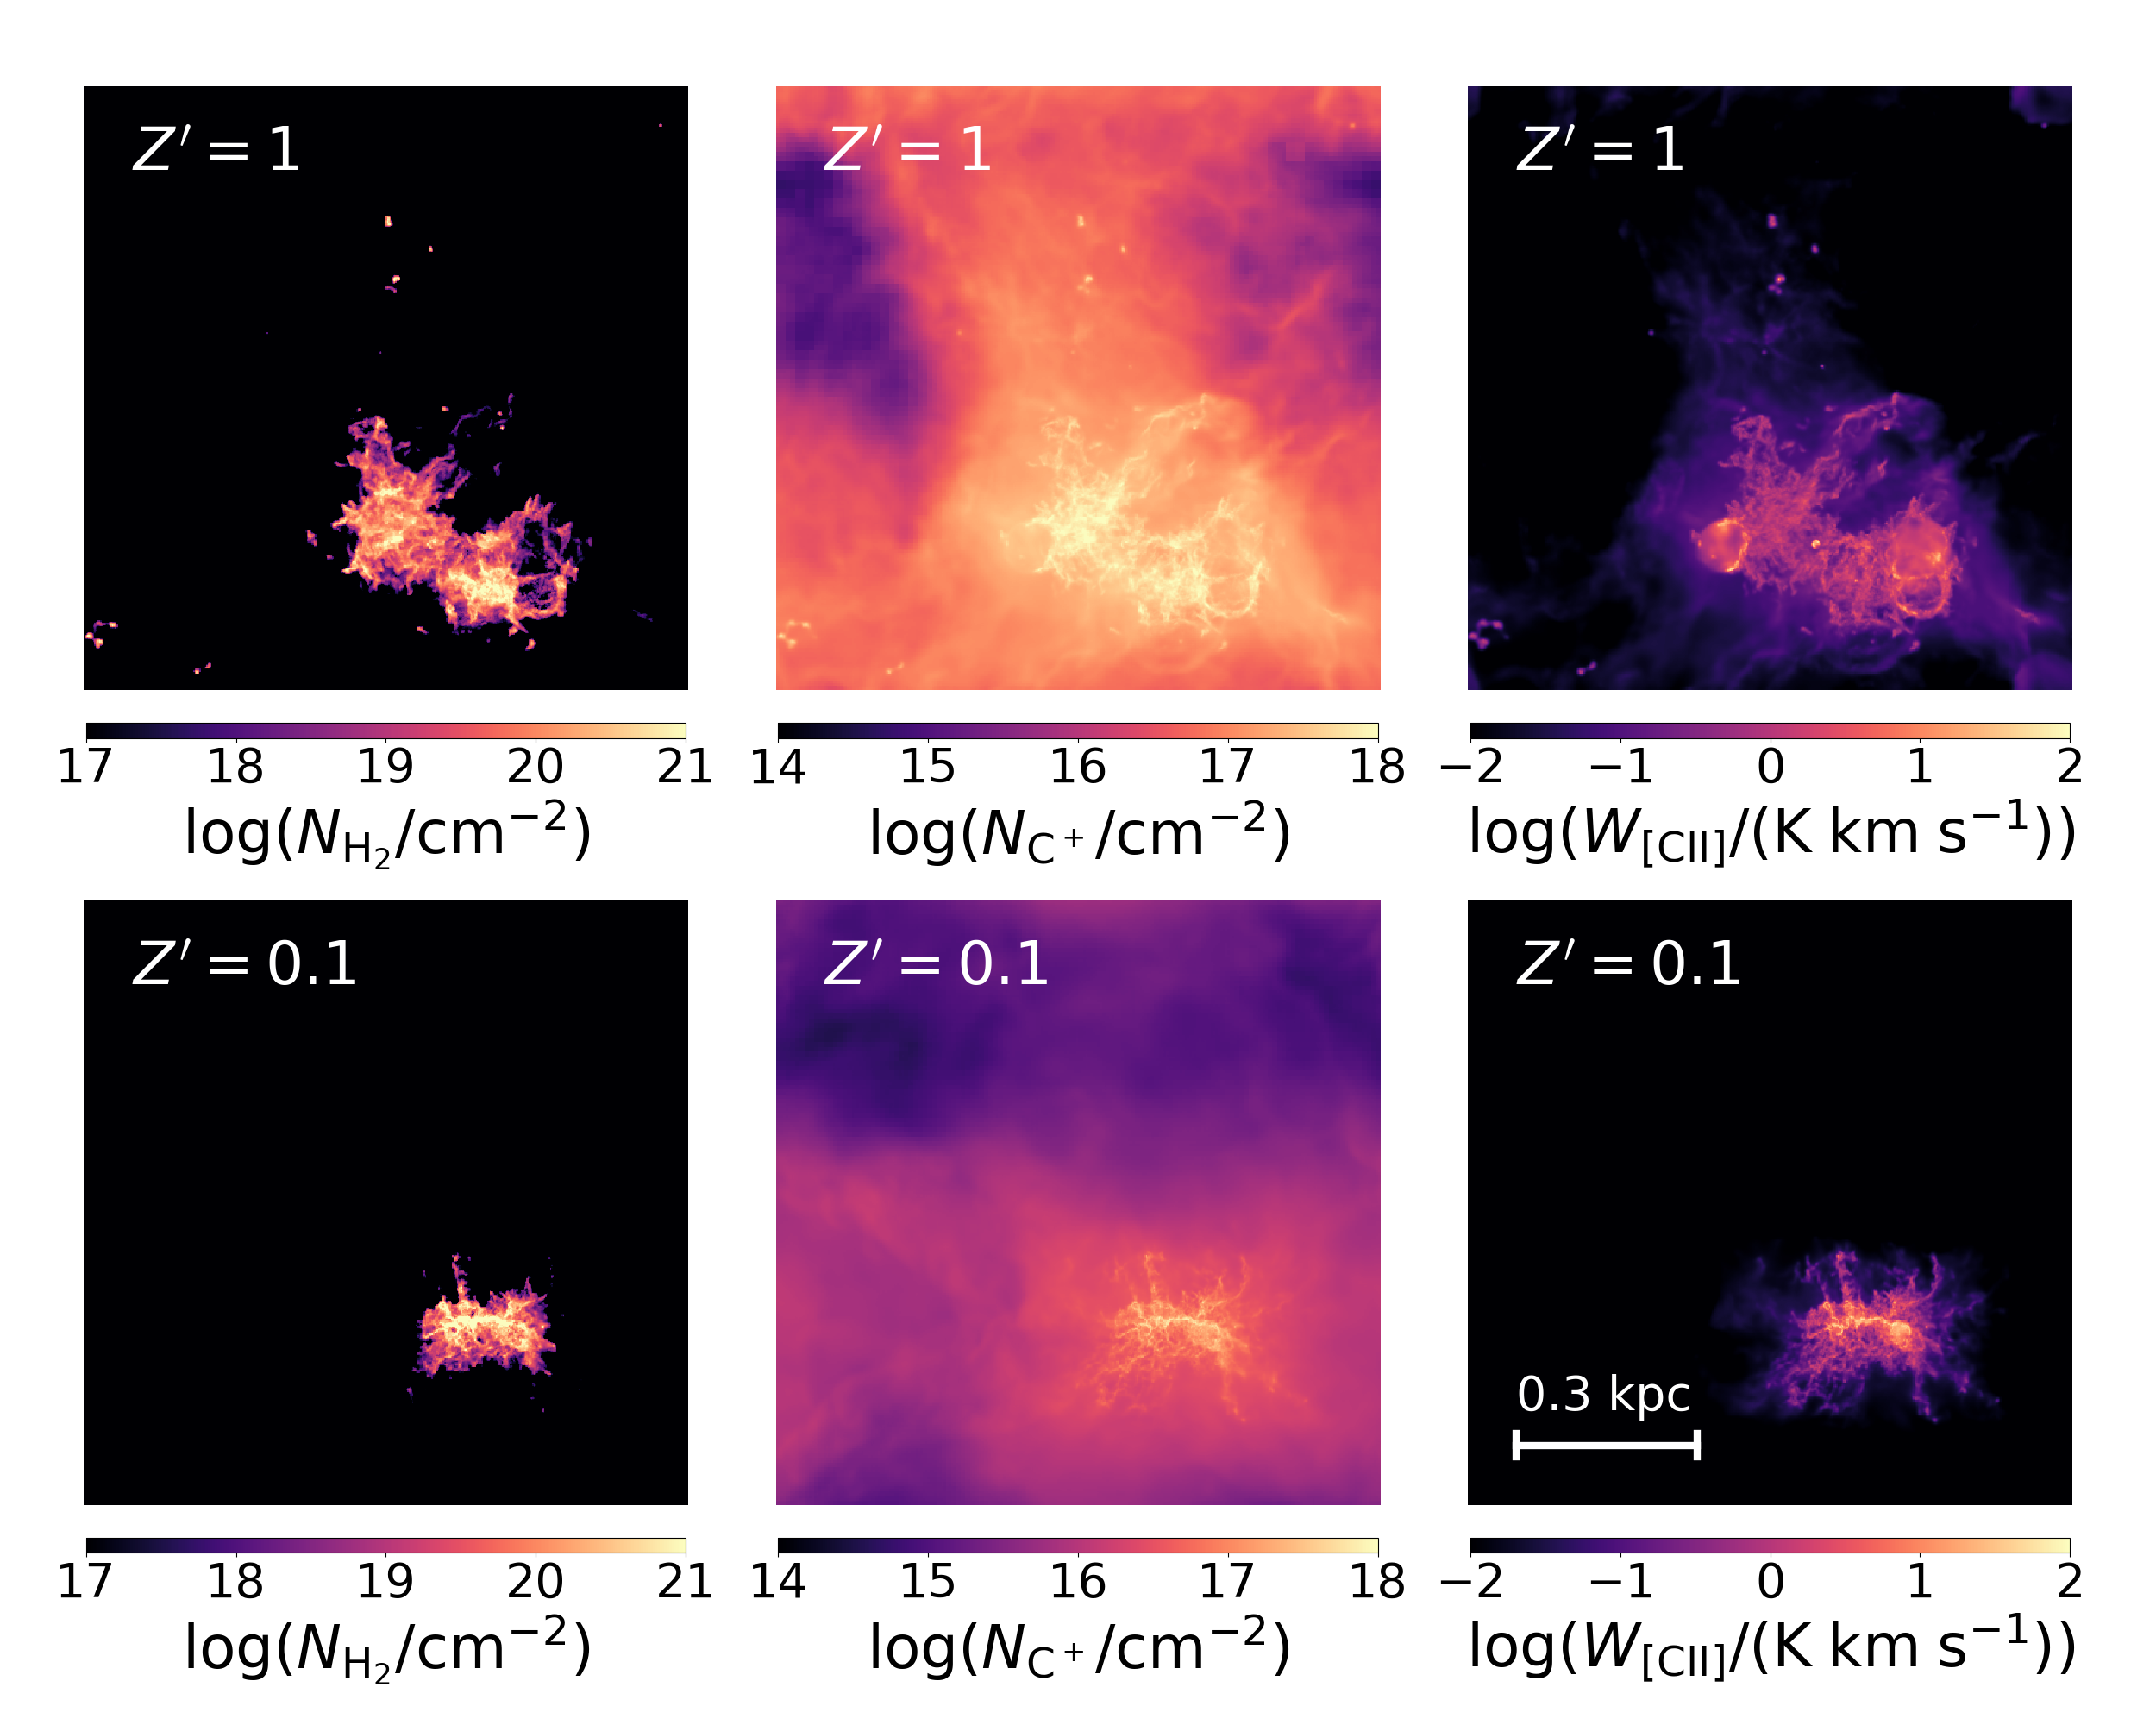 Z′ = 1
Z′ = 1
Z′ = 1
17 18 19 20 21
14 15 16 17 18
−2 −1 0 1 2
log(N_H₂/cm⁻²)
log(N_C⁺/cm⁻²)
log(W_[CII]/(K km s⁻¹))
Z′ = 0.1
Z′ = 0.1
Z′ = 0.1
0.3 kpc
17 18 19 20 21
14 15 16 17 18
−2 −1 0 1 2
log(N_H₂/cm⁻²)
log(N_C⁺/cm⁻²)
log(W_[CII]/(K km s⁻¹))